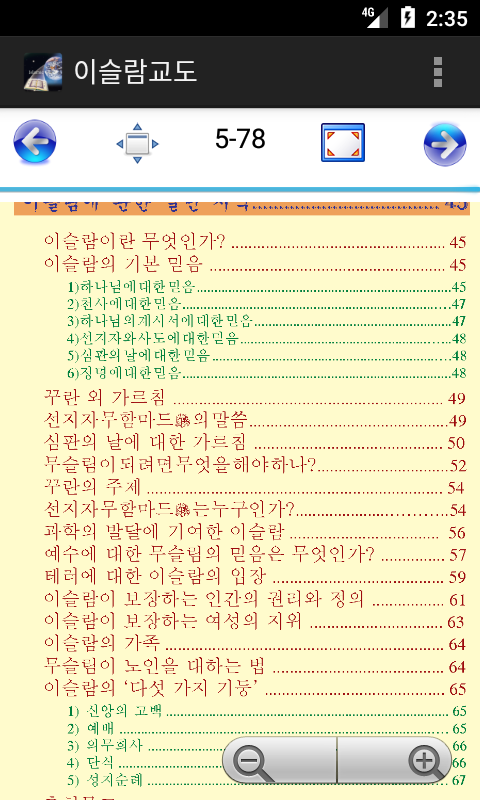 4G 2:35
이슬람교도
5-78
이슬람에 관한 일반 지식 45
이슬람이란 무엇인가? 45
이슬람의 기본 믿음 45
1)하나님에대한믿음 45
2)천사에대한믿음 47
3)하나님의계시서에대한믿음 47
4)선지자와사도에대한믿음 48
5)심판의날에대한믿음 48
6)징녕에대한믿음 48
꾸란 외 가르침 49
선지자무함마드ﷺ의말씀 49
심판의 날에 대한 가르침 50
무슬림이되려면무엇을해야하나? 52
꾸란의 주제 54
선지자무함마드ﷺ는누구인가? 54
과학의 발달에 기여한 이슬람 56
예수에 대한 무슬림의 믿음은 무엇인가? 57
테러에 대한 이슬람의 입장 59
이슬람이 보장하는 인간의 권리와 정의 61
이슬람이 보장하는 여성의 지위 63
이슬람의 가족 64
무슬림이 노인을 대하는 법 64
이슬람의 ‘다섯 가지 기둥’ 65
1) 신앙의 고백 65
2) 예배 65
3) 의무희사 66
4) 단식 66
5) 성지순례 67